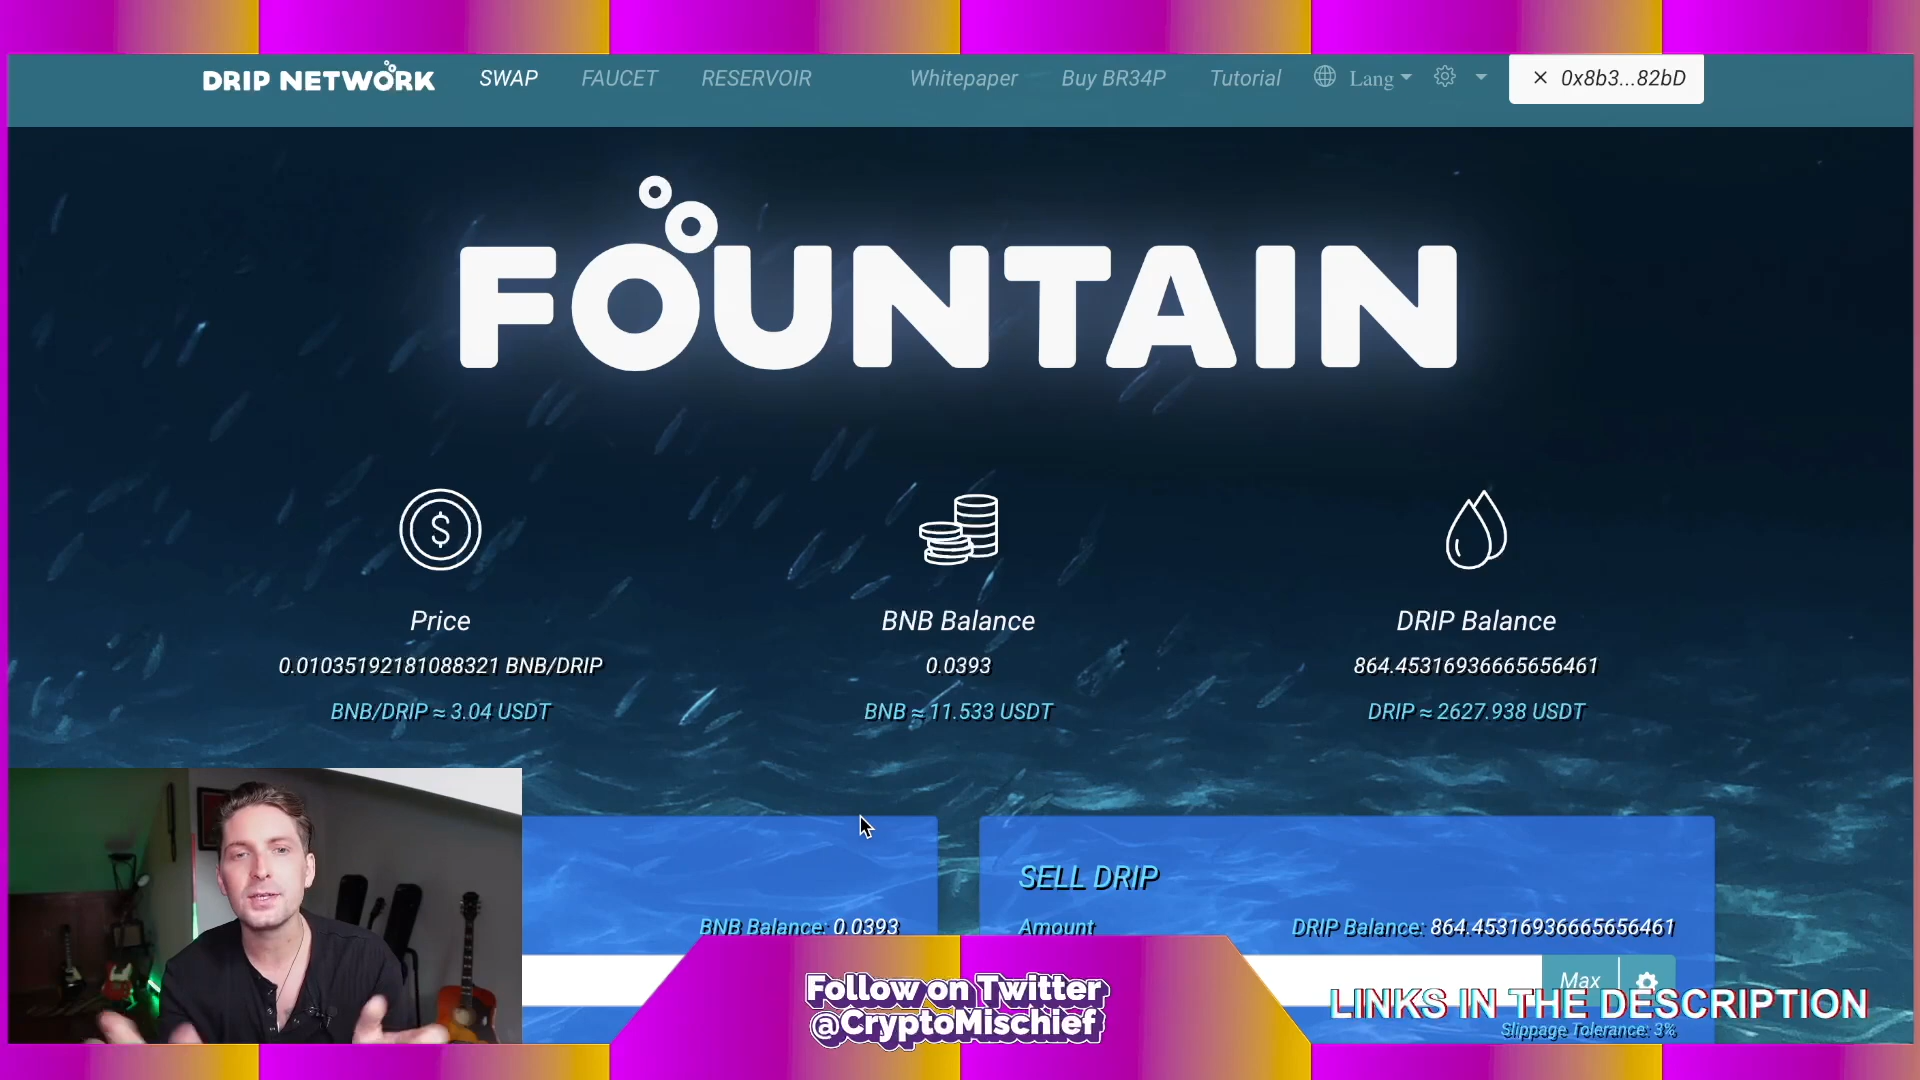 DRIP NETWORK SWAP FAUCET RESERVOIR Whitepaper Buy BR34P Tutorial Lang 0x8b3...82bD
FOUNTAIN
Price BNB Balance DRIP Balance
0.01035192181088321 BNB/DRIP 0.0393 864.45316936665656461
BNB/DRIP ≈ 3.04 USDT BNB ≈ 11.533 USDT DRIP ≈ 2627.938 USDT
SELL DRIP
BNB Balance: 0.0393 Amount DRIP Balance: 864.45316936665656461
Max
Follow on Twitter
@CryptoMischief
LINKS IN THE DESCRIPTION
Slippage Tolerance: 3%